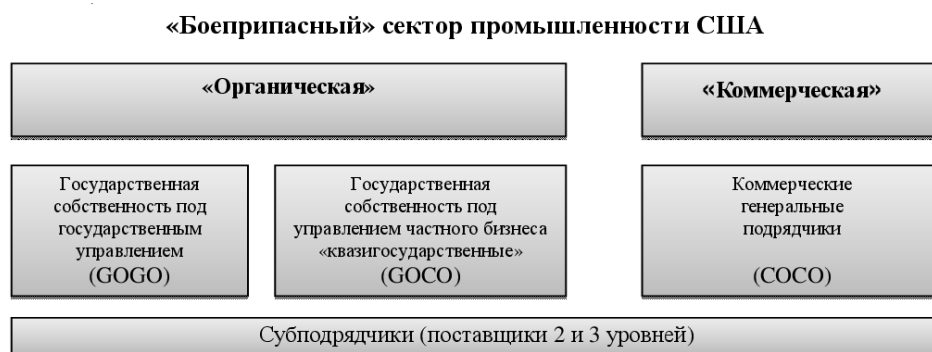 «Боеприпасный» сектор промышленности США
«Органическая»
«Коммерческая»
Государственная
собственность под
государственным
управлением
(GOGO)
Государственная
собственность под
управлением частного бизнеса
«квазигосударственные»
(GOCO)
Коммерческие
генеральные
подрядчики
(COCO)
Субподрядчики (поставщики 2 и 3 уровней)